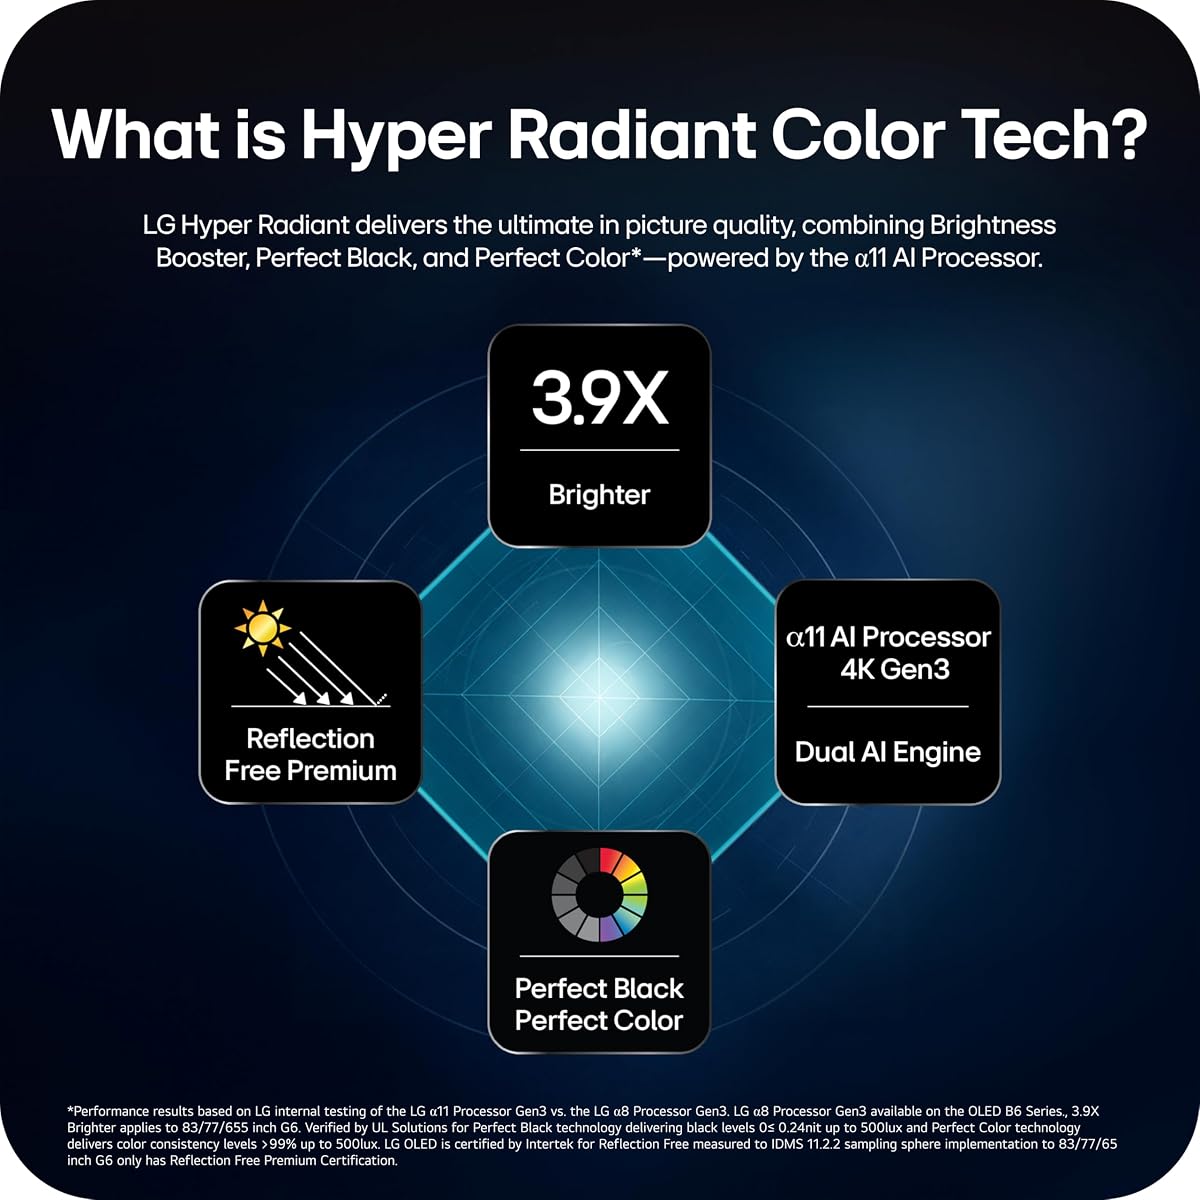 What is Hyper Radiant Color Tech?
LG Hyper Radiant delivers the ultimate in picture quality, combining Brightness
Booster, Perfect Black, and Perfect Color*—powered by the α11 AI Processor.
3.9X
Brighter
Reflection
Free Premium
α11 AI Processor
4K Gen3
Dual AI Engine
Perfect Black
Perfect Color
*Performance results based on LG internal testing of the LG α11 Processor Gen3 vs. the LG α8 Processor Gen3. LG α8 Processor Gen3 available on the OLED B6 Series., 3.9X
Brighter applies to 83/77/655 inch G6. Verified by UL Solutions for Perfect Black technology delivering black levels 0≤ 0.24nit up to 500lux and Perfect Color technology
delivers color consistency levels >99% up to 500lux. LG OLED is certified by Intertek for Reflection Free measured to IDMS 11.2.2 sampling sphere implementation to 83/77/65
inch G6 only has Reflection Free Premium Certification.